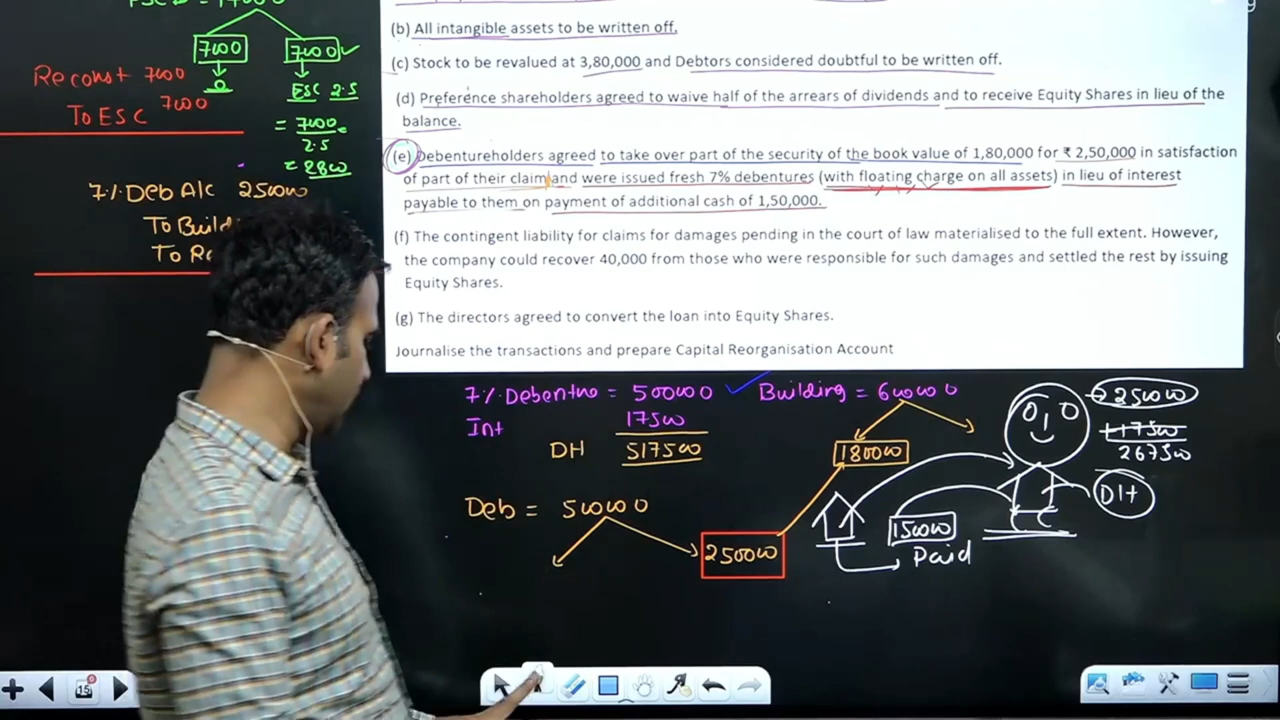 7000 7000
Reconst 7000
To ESC 7000
ESC 2.5
= 7000
2.5
= 2800
7% Deb A/c 250000
To Build
To Re
(b) All intangible assets to be written off.
(c) Stock to be revalued at 3,80,000 and Debtors considered doubtful to be written off.
(d) Preference shareholders agreed to waive half of the arrears of dividends and to receive Equity Shares in lieu of the
balance.
(e) Debentureholders agreed to take over part of the security of the book value of 1,80,000 for ₹ 2,50,000 in satisfaction
of part of their claim and were issued fresh 7% debentures (with floating charge on all assets) in lieu of interest
payable to them on payment of additional cash of 1,50,000.
(f) The contingent liability for claims for damages pending in the court of law materialised to the full extent. However,
the company could recover 40,000 from those who were responsible for such damages and settled the rest by issuing
Equity Shares.
(g) The directors agreed to convert the loan into Equity Shares.
Journalise the transactions and prepare Capital Reorganisation Account
7% Debentue = 500000 Building = 600000
Int 17500
DH 517500
180000
250000
+17500
267500
DH
Deb = 500000
250000
150000
Paid
15